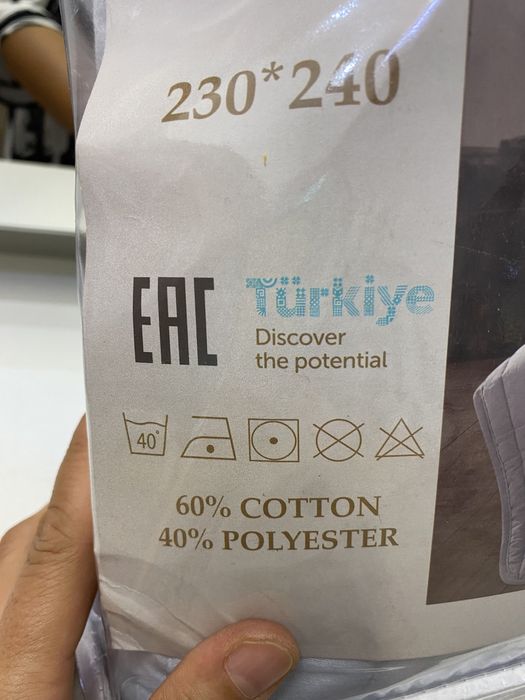 230*240
EAC
Türkiye
Discover
the potential
40°
60% COTTON
40% POLYESTER